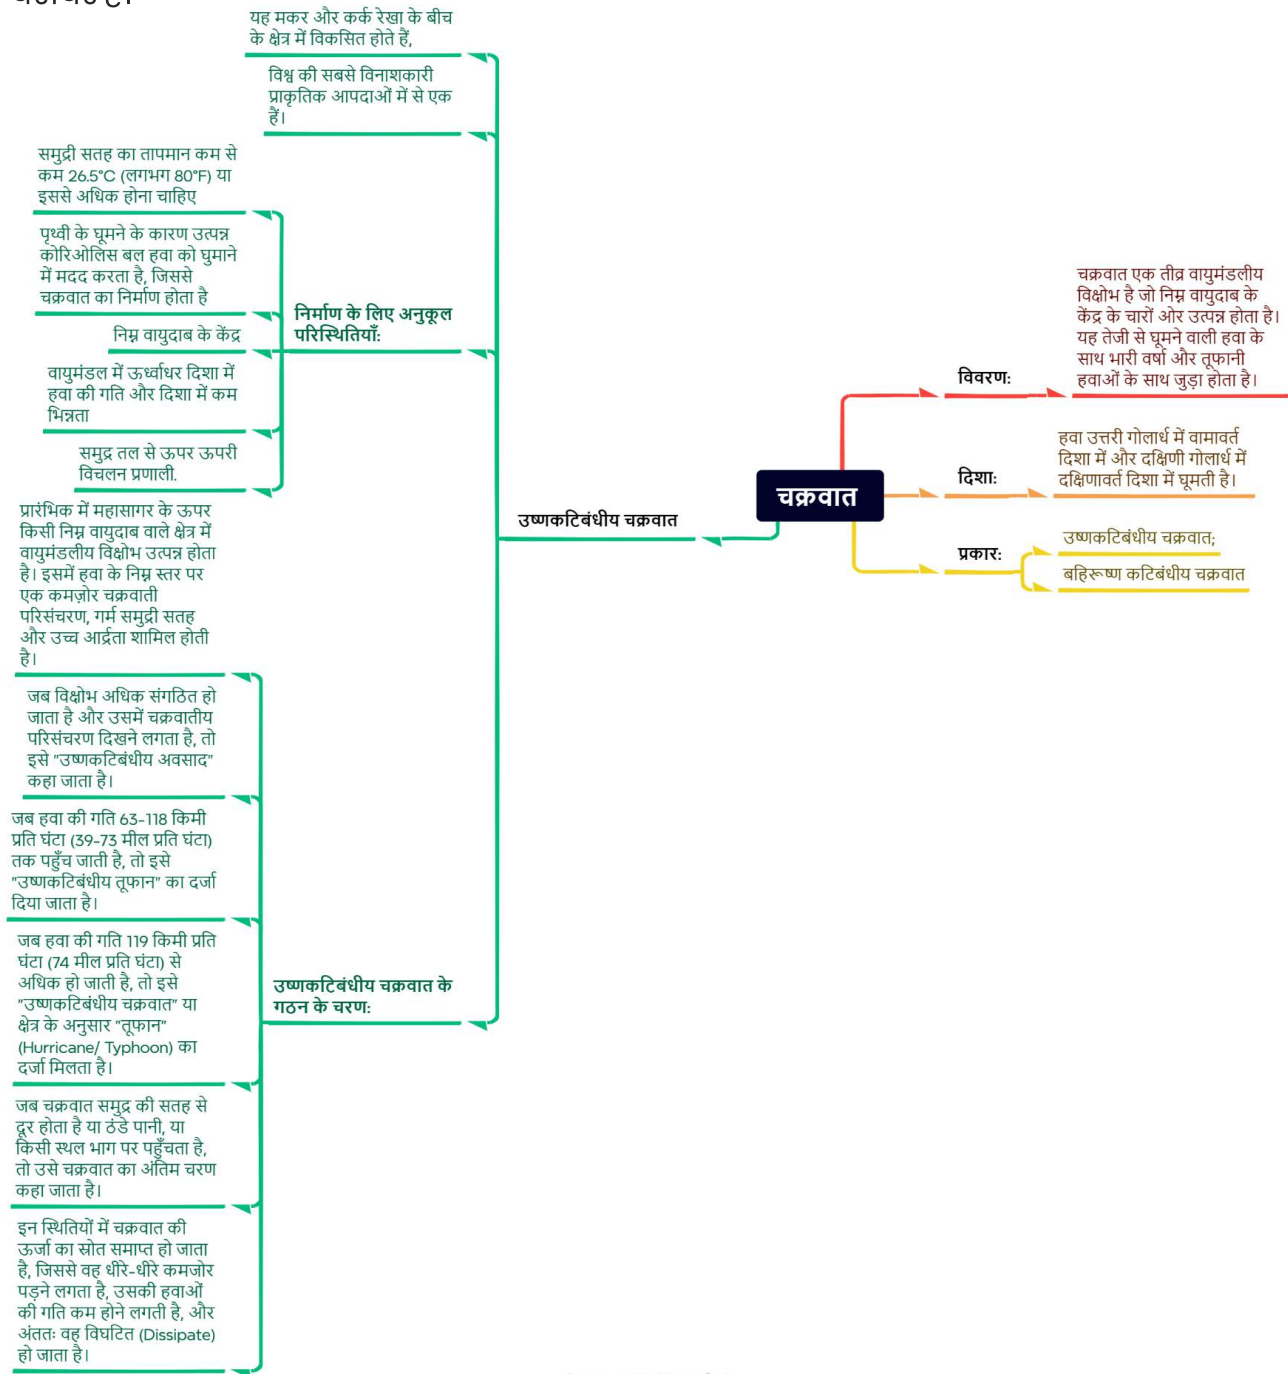 यह मकर और कर्क रेखा के बीच
के क्षेत्र में विकसित होते हैं,
विश्व की सबसे विनाशकारी
प्राकृतिक आपदाओं में से एक
हैं।
समुद्री सतह का तापमान कम से
कम 26.5°C (लगभग 80°F) या
इससे अधिक होना चाहिए
पृथ्वी के घूमने के कारण उत्पन्न
कोरिओलिस बल हवा को घुमाने
में मदद करता है, जिससे
चक्रवात का निर्माण होता है
निम्न वायुदाब के केंद्र
वायुमंडल में ऊर्ध्वाधर दिशा में
हवा की गति और दिशा में कम
भिन्नता
समुद्र तल से ऊपर ऊपरी
विचलन प्रणाली.
निर्माण के लिए अनुकूल
परिस्थितियाँ:
प्रारंभिक में महासागर के ऊपर
किसी निम्न वायुदाब वाले क्षेत्र में
वायुमंडलीय विक्षोभ उत्पन्न होता
है। इसमें हवा के निम्न स्तर पर
एक कमज़ोर चक्रवाती
परिसंचरण, गर्म समुद्री सतह
और उच्च आर्द्रता शामिल होती
है।
जब विक्षोभ अधिक संगठित हो
जाता है और उसमें चक्रवातीय
परिसंचरण दिखने लगता है, तो
इसे "उष्णकटिबंधीय अवसाद"
कहा जाता है।
जब हवा की गति 63-118 किमी
प्रति घंटा (39-73 मील प्रति घंटा)
तक पहुँच जाती है, तो इसे
"उष्णकटिबंधीय तूफान" का दर्जा
दिया जाता है।
जब हवा की गति 119 किमी प्रति
घंटा (74 मील प्रति घंटा) से
अधिक हो जाती है, तो इसे
"उष्णकटिबंधीय चक्रवात" या
क्षेत्र के अनुसार "तूफान"
(Hurricane/ Typhoon) का
दर्जा मिलता है।
जब चक्रवात समुद्र की सतह से
दूर होता है या ठंडे पानी, या
किसी स्थल भाग पर पहुँचता है,
तो उसे चक्रवात का अंतिम चरण
कहा जाता है।
इन स्थितियों में चक्रवात की
ऊर्जा का स्रोत समाप्त हो जाता
है, जिससे वह धीरे-धीरे कमजोर
पड़ने लगता है, उसकी हवाओं
की गति कम होने लगती है, और
अंततः वह विघटित (Dissipate)
हो जाता है।
उष्णकटिबंधीय चक्रवात के
गठन के चरण:
उष्णकटिबंधीय चक्रवात
चक्रवात
विवरण:
चक्रवात एक तीव्र वायुमंडलीय
विक्षोभ है जो निम्न वायुदाब के
केंद्र के चारों ओर उत्पन्न होता है।
यह तेजी से घूमने वाली हवा के
साथ भारी वर्षा और तूफानी
हवाओं के साथ जुड़ा होता है।
दिशा:
हवा उत्तरी गोलार्ध में वामावर्त
दिशा में और दक्षिणी गोलार्ध में
दक्षिणावर्त दिशा में घूमती है।
प्रकार:
उष्णकटिबंधीय चक्रवात;
बहिरूष्ण कटिबंधीय चक्रवात